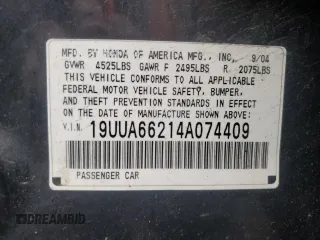 MFD. BY HONDA OF AMERICA MFG., INC. 9/04
GVWR 4525LBS GAWR F 2495LBS R 2075LBS
THIS VEHICLE CONFORMS TO ALL APPLICABLE
FEDERAL MOTOR VEHICLE SAFETY, BUMPER,
AND THEFT PREVENTION STANDARDS IN EFFECT
ON THE DATE OF MANUFACTURE SHOWN ABOVE.
V.I.N. 19UUA66214A074409
PASSENGER CAR
© DREAMBID